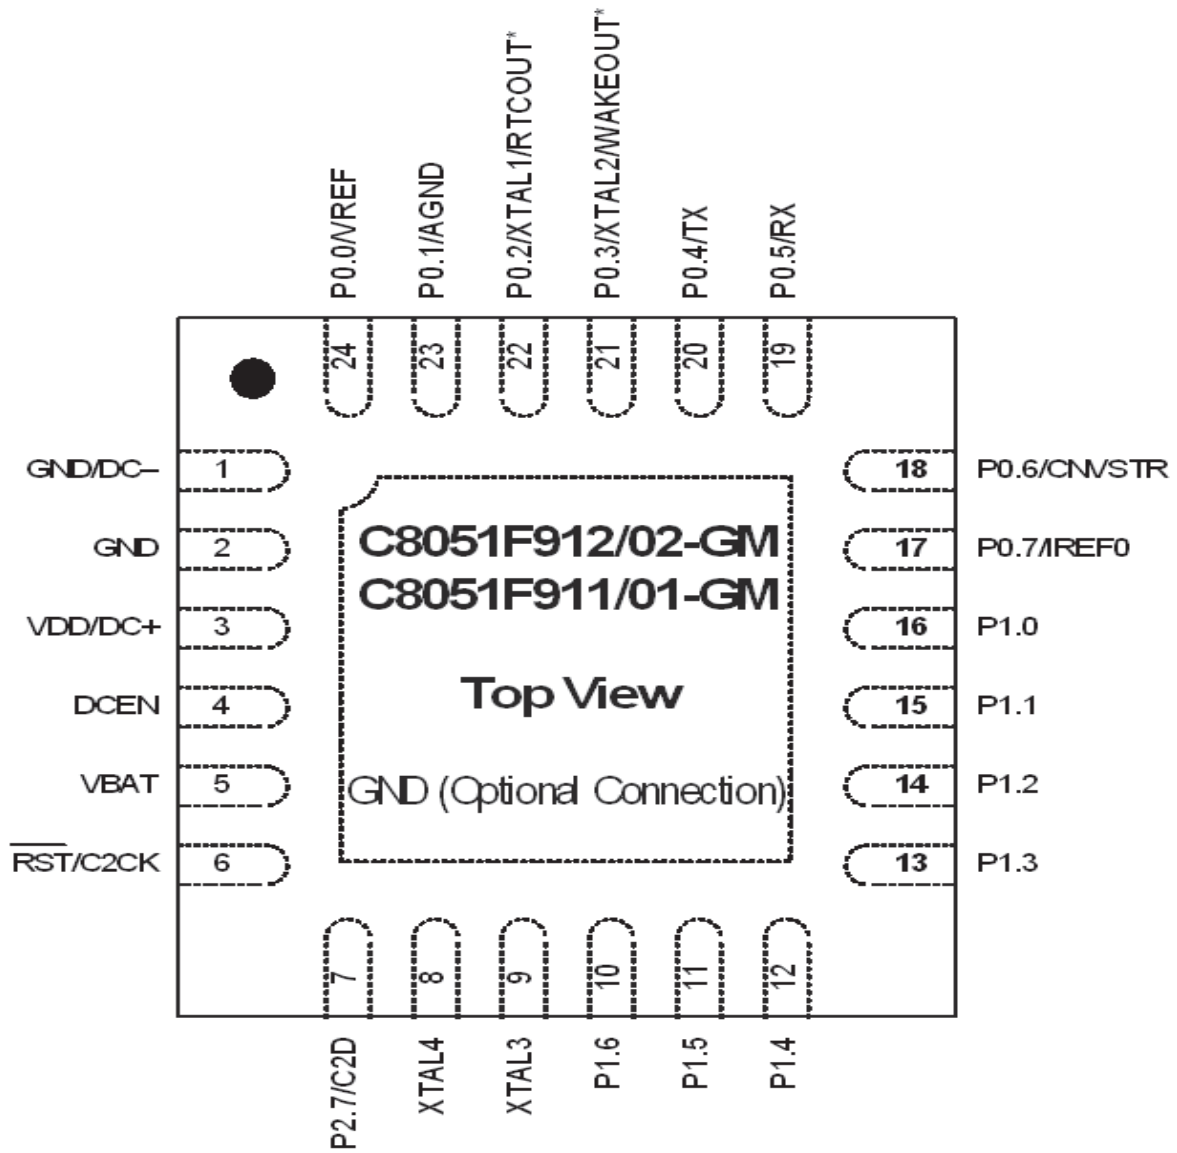 P0.0/VREF
P0.1/AGND
P0.2/XTAL1/RTCOUT*
P0.3/XTAL2/WAKEOUT*
P0.4/TX
P0.5/RX
24
23
22
21
20
19
GND/DC–
1
GND
2
VDD/DC+
3
DCEN
4
VBAT
5
RST/C2CK
6
C8051F912/02-GM
C8051F911/01-GM
Top View
GND (Optional Connection)
18
P0.6/CNVSTR
17
P0.7/IREF0
16
P1.0
15
P1.1
14
P1.2
13
P1.3
7
8
9
10
11
12
P2.7/C2D
XTAL4
XTAL3
P1.6
P1.5
P1.4